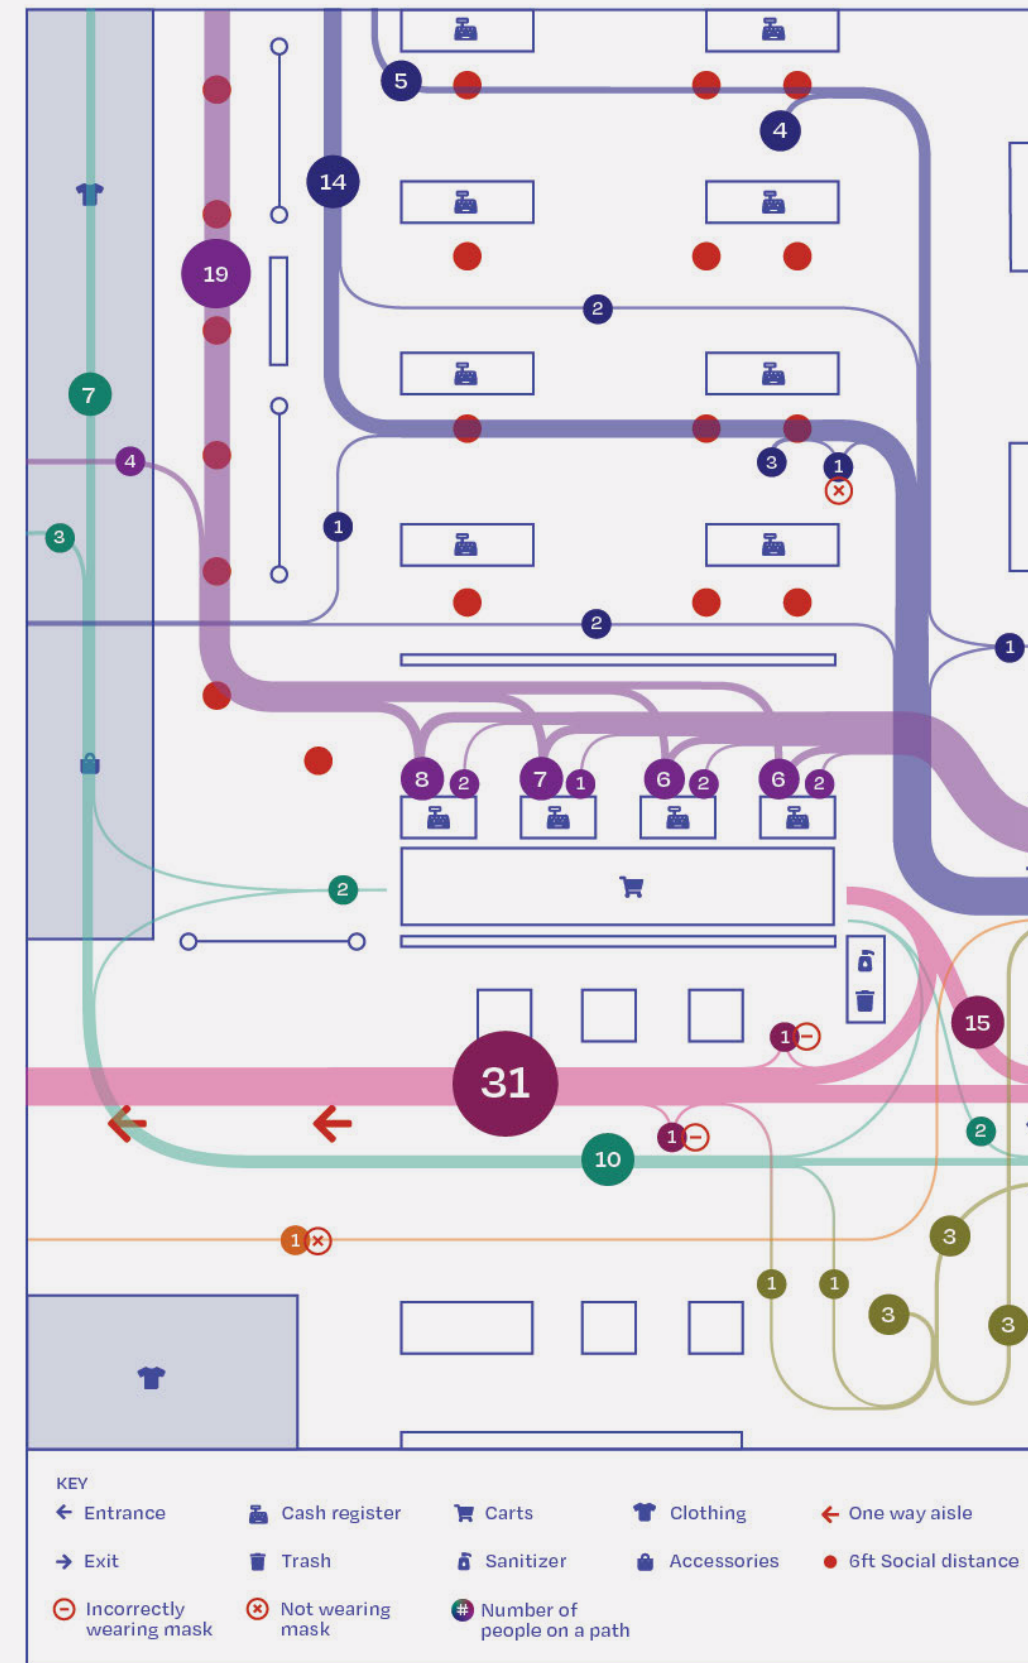 5
4
14
19
2
7
4
3
1
3
1
2
1
8
2
7
1
6
2
6
2
2
15
1
31
1
2
10
3
1
1
1
3
3
KEY
Entrance
Cash register
Carts
Clothing
One way aisle
Exit
Trash
Sanitizer
Accessories
6ft Social distance
Incorrectly
wearing mask
Not wearing
mask
#
Number of
people on a path